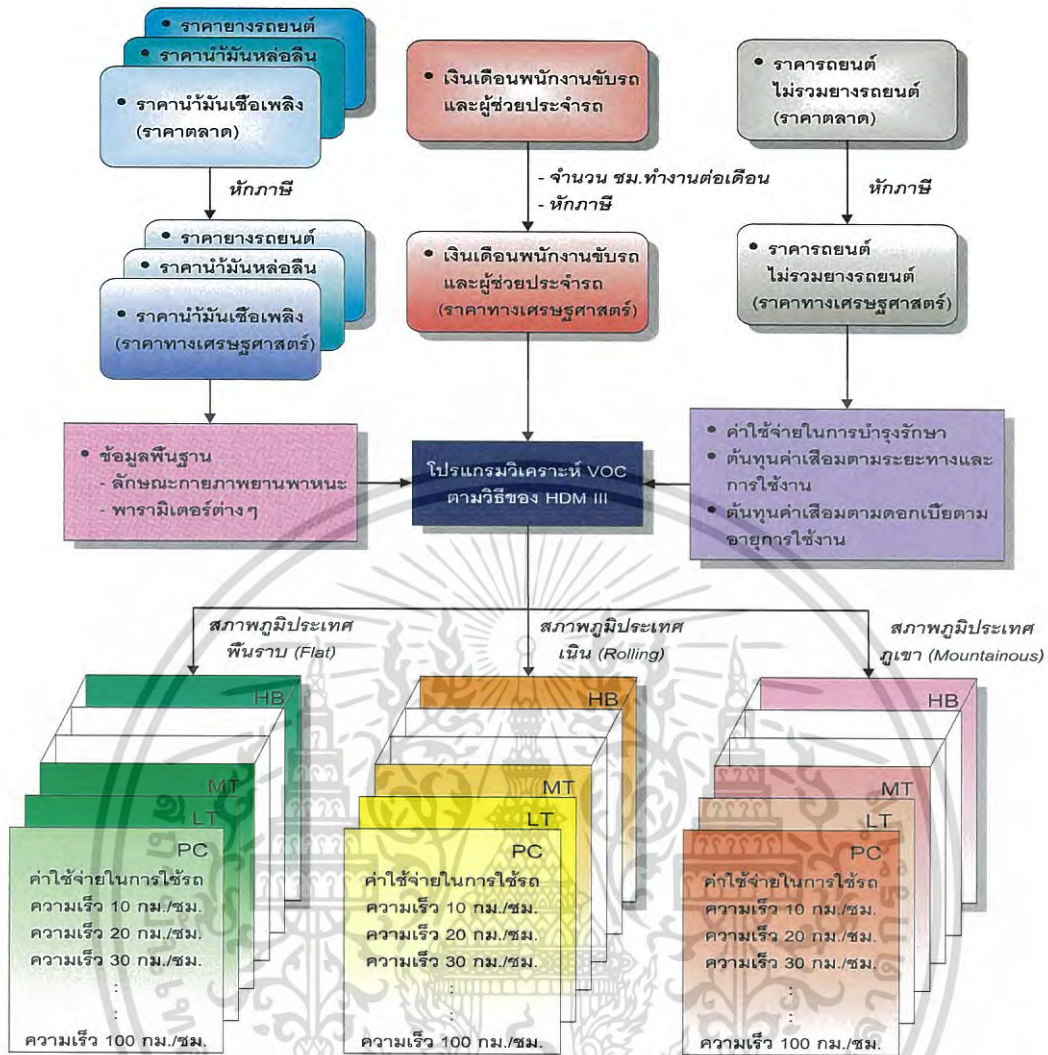 • ราคายางรถยนต์
• ราคาน้ำมันหล่อลื่น
• ราคาน้ำมันเชื้อเพลิง
(ราคาตลาด)
• เงินเดือนพนักงานขับรถ
และผู้ช่วยประจำรถ
• ราคารถยนต์
ไม่รวมยางรถยนต์
(ราคาตลาด)
หักภาษี
- จำนวน ชม.ทำงานต่อเดือน
- หักภาษี
หักภาษี
• ราคายางรถยนต์
• ราคาน้ำมันหล่อลื่น
• ราคาน้ำมันเชื้อเพลิง
(ราคาทางเศรษฐศาสตร์)
• เงินเดือนพนักงานขับรถ
และผู้ช่วยประจำรถ
(ราคาทางเศรษฐศาสตร์)
• ราคารถยนต์
ไม่รวมยางรถยนต์
(ราคาทางเศรษฐศาสตร์)
• ข้อมูลพื้นฐาน
- ลักษณะกายภาพยานพาหนะ
- พารามิเตอร์ต่างๆ
โปรแกรมวิเคราะห์ VOC
ตามวิธีของ HDM III
• ค่าใช้จ่ายในการบำรุงรักษา
• ต้นทุนค่าเสื่อมตามระยะทางและ
การใช้งาน
• ต้นทุนค่าเสื่อมตามดอกเบี้ยตาม
อายุการใช้งาน
สภาพภูมิประเทศ
พื้นราบ (Flat)
สภาพภูมิประเทศ
เนิน (Rolling)
สภาพภูมิประเทศ
ภูเขา (Mountainous)
HB
MT
LT
PC
ค่าใช้จ่ายในการใช้รถ
ความเร็ว 10 กม./ชม.
ความเร็ว 20 กม./ชม.
ความเร็ว 30 กม./ชม.
:
:
ความเร็ว 100 กม./ชม.
HB
MT
LT
PC
ค่าใช้จ่ายในการใช้รถ
ความเร็ว 10 กม./ชม.
ความเร็ว 20 กม./ชม.
ความเร็ว 30 กม./ชม.
:
:
ความเร็ว 100 กม./ชม.
HB
MT
LT
PC
ค่าใช้จ่ายในการใช้รถ
ความเร็ว 10 กม./ชม.
ความเร็ว 20 กม./ชม.
ความเร็ว 30 กม./ชม.
:
:
ความเร็ว 100 กม./ชม.